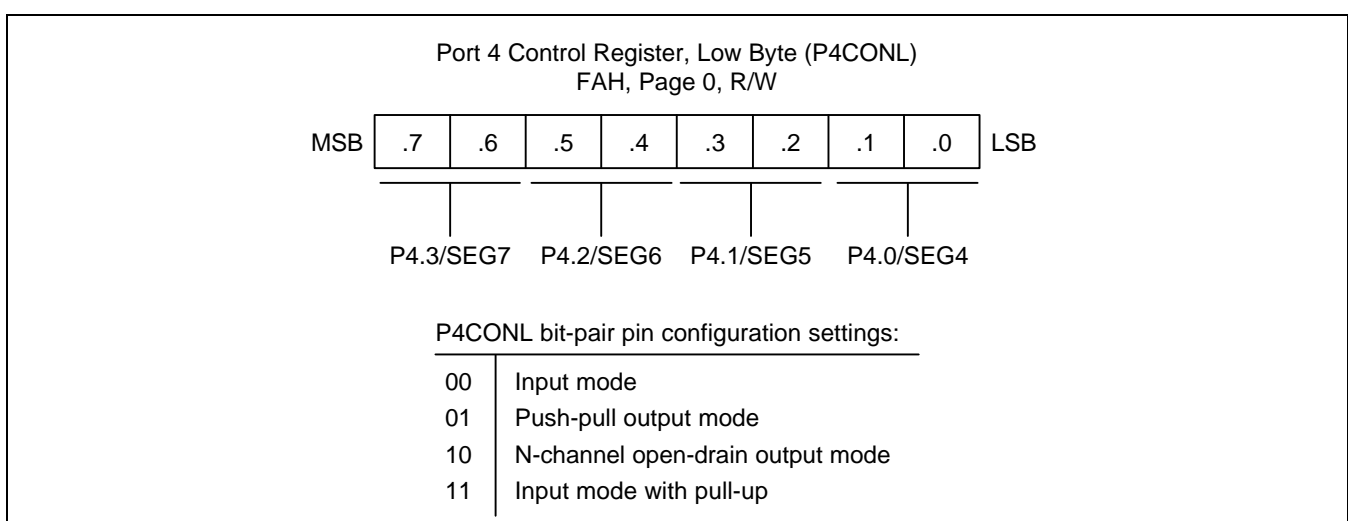 Port 4 Control Register, Low Byte (P4CONL)
FAH, Page 0, R/W
MSB .7 .6 .5 .4 .3 .2 .1 .0 LSB
P4.3/SEG7 P4.2/SEG6 P4.1/SEG5 P4.0/SEG4
P4CONL bit-pair pin configuration settings:
00 Input mode
01 Push-pull output mode
10 N-channel open-drain output mode
11 Input mode with pull-up